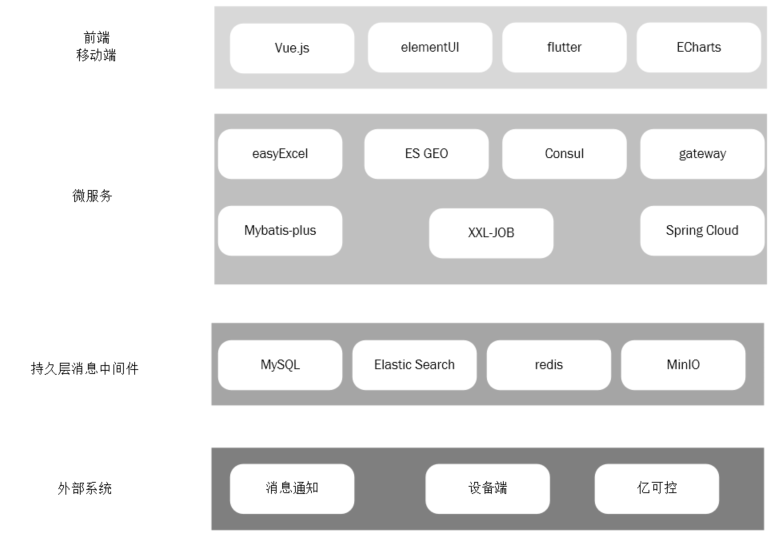 前端
移动端
Vue.js
elementUI
flutter
ECharts
微服务
easyExcel
ES GEO
Consul
gateway
Mybatis-plus
XXL-JOB
Spring Cloud
持久层消息中间件
MySQL
Elastic Search
redis
MinIO
外部系统
消息通知
设备端
亿可控